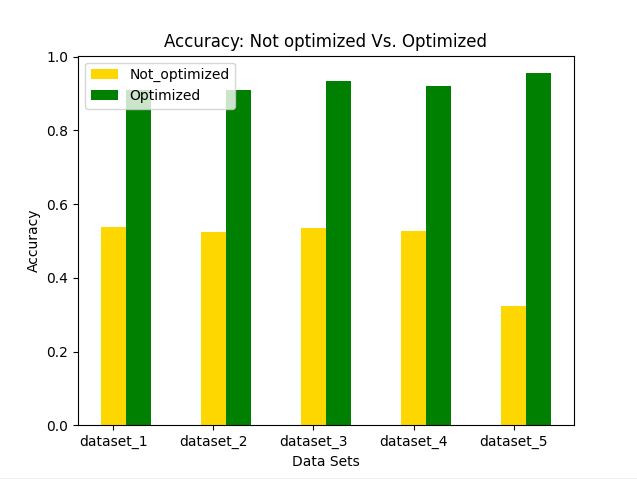 Accuracy: Not optimized Vs. Optimized
Not_optimized
Optimized
1.0
0.8
0.6
0.4
0.2
0.0
Accuracy
dataset_1 dataset_2 dataset_3 dataset_4 dataset_5
Data Sets